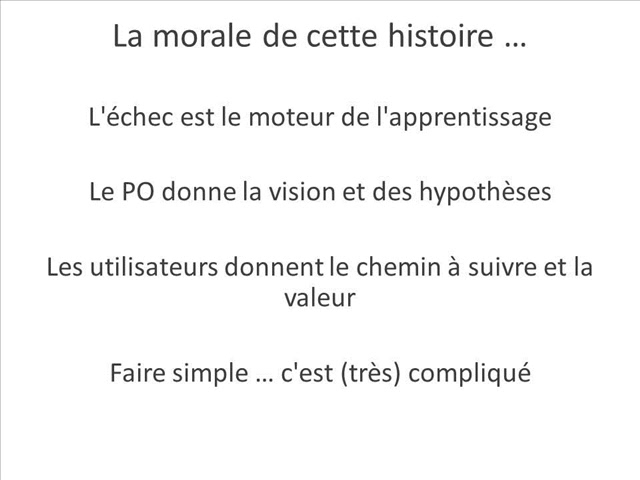 La morale de cette histoire ...
L'échec est le moteur de l'apprentissage
Le PO donne la vision et des hypothèses
Les utilisateurs donnent le chemin à suivre et la
valeur
Faire simple ... c'est (très) compliqué